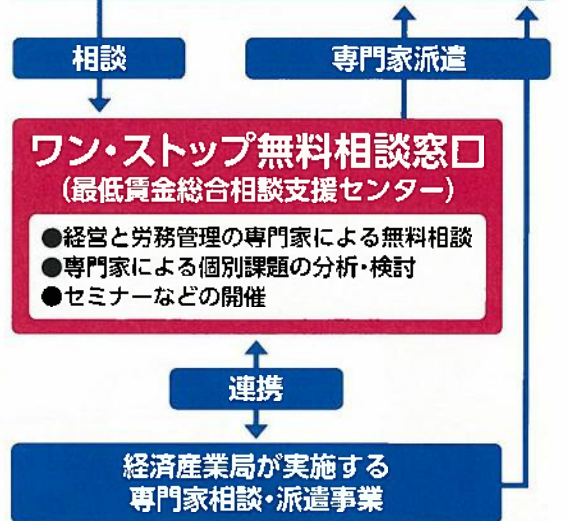 相談
専門家派遣
ワン・ストップ無料相談窓口
(最低賃金総合相談支援センター)
●経営と労務管理の専門家による無料相談
●専門家による個別課題の分析・検討
●セミナーなどの開催
連携
経済産業局が実施する
専門家相談・派遣事業